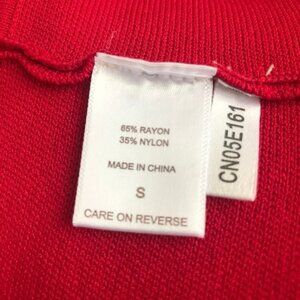 65% RAYON
35% NYLON
MADE IN CHINA
S
CARE ON REVERSE
CN05E161